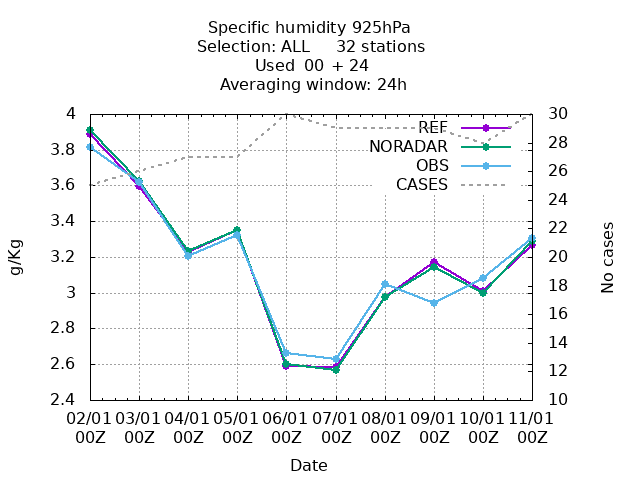 Specific humidity 925hPa
Selection: ALL 32 stations
Used 00 + 24
Averaging window: 24h
REF
NORADAR
OBS
CASES
4
3.8
3.6
3.4
3.2
3
2.8
2.6
2.4
30
28
26
24
22
20
18
16
14
12
10
g/Kg
No cases
02/01 03/01 04/01 05/01 06/01 07/01 08/01 09/01 10/01 11/01
00Z 00Z 00Z 00Z 00Z 00Z 00Z 00Z 00Z 00Z
Date